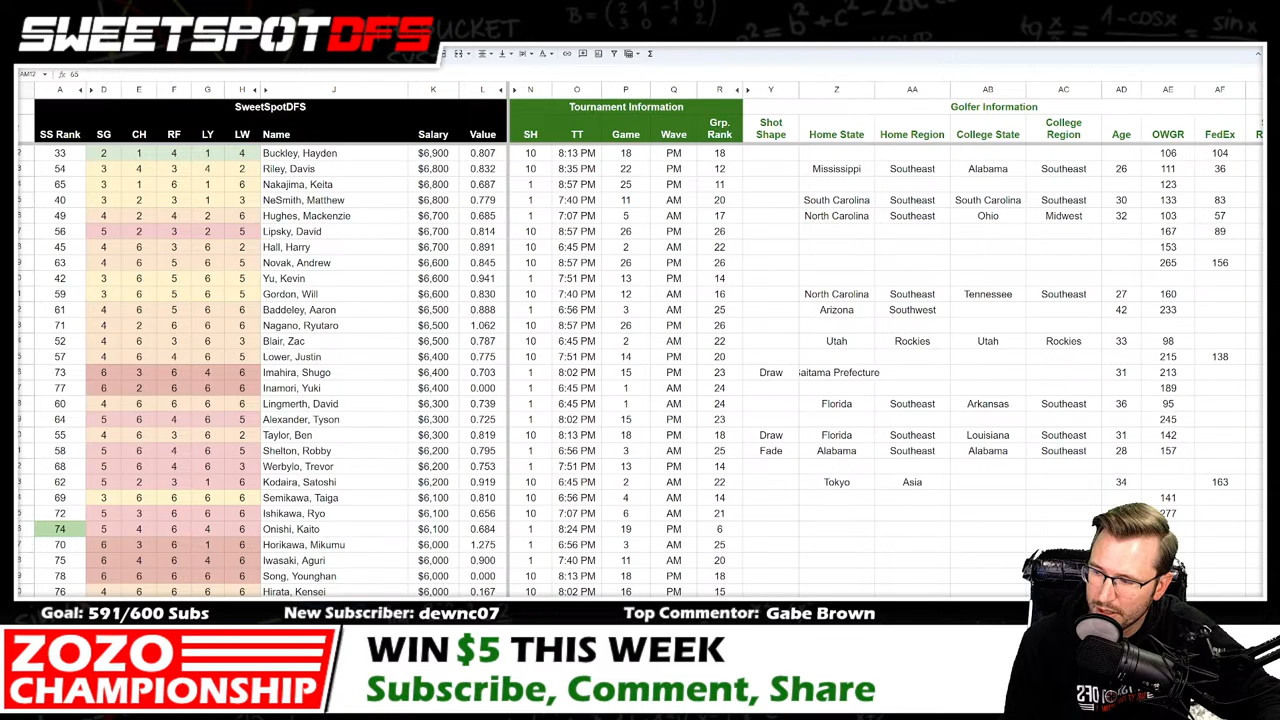 SWEETSPOTDFS
AM12 65
A D E F G H J K L N O P Q R Y Z AA AB AC AD AE AF
SweetSpotDFS Tournament Information Golfer Information
SS Rank SG CH RF LY LW Name Salary Value SH TT Game Wave Grp. Rank Shot Shape Home State Home Region College State College Region Age OWGR FedEx
33 2 1 4 1 4 Buckley, Hayden $6,900 0.807 10 8:13 PM 18 PM 18 106 104
54 3 4 3 4 2 Riley, Davis $6,800 0.832 10 8:35 PM 22 PM 12 Mississippi Southeast Alabama Southeast 26 111 36
65 3 1 6 1 6 Nakajima, Keita $6,800 0.687 1 8:57 PM 25 PM 11 123
40 3 2 3 1 3 NeSmith, Matthew $6,800 0.779 1 7:40 PM 11 AM 20 South Carolina Southeast South Carolina Southeast 30 133 83
49 4 2 4 2 6 Hughes, Mackenzie $6,700 0.685 1 7:07 PM 5 AM 17 North Carolina Southeast Ohio Midwest 32 103 57
56 5 2 3 2 5 Lipsky, David $6,700 0.814 10 8:57 PM 26 PM 26 167 89
45 4 6 3 6 2 Hall, Harry $6,700 0.891 10 6:45 PM 2 AM 22 153
63 4 6 5 6 5 Novak, Andrew $6,600 0.845 10 8:57 PM 26 PM 26 265 156
42 3 6 5 6 5 Yu, Kevin $6,600 0.941 1 7:51 PM 13 PM 14
59 3 6 5 6 5 Gordon, Will $6,600 0.830 10 7:40 PM 12 AM 16 North Carolina Southeast Tennessee Southeast 27 160
61 4 6 5 6 6 Baddeley, Aaron $6,500 0.888 1 6:56 PM 3 AM 25 Arizona Southwest 42 233
71 4 2 6 6 6 Nagano, Ryutaro $6,500 1.062 10 8:57 PM 26 PM 26
52 4 6 3 6 3 Blair, Zac $6,500 0.787 10 6:45 PM 2 AM 22 Utah Rockies Utah Rockies 33 98
57 4 6 4 6 5 Lower, Justin $6,400 0.775 10 7:51 PM 14 PM 20 215 138
73 6 3 6 4 6 Imahira, Shugo $6,400 0.703 1 8:02 PM 15 PM 23 Draw Saitama Prefecture 31 213
77 6 2 6 6 6 Inamori, Yuki $6,400 0.000 1 6:45 PM 1 AM 24 189
60 4 6 6 6 6 Lingmerth, David $6,300 0.739 1 6:45 PM 1 AM 24 Florida Southeast Arkansas Southeast 36 95
64 5 6 4 6 5 Alexander, Tyson $6,300 0.725 1 8:02 PM 15 PM 23 245
55 4 6 3 6 2 Taylor, Ben $6,300 0.819 10 8:13 PM 18 PM 18 Draw Florida Southeast Louisiana Southeast 31 142
58 5 6 4 6 5 Shelton, Robby $6,200 0.795 1 6:56 PM 3 AM 25 Fade Alabama Southeast Alabama Southeast 28 157
68 5 6 4 6 3 Werbylo, Trevor $6,200 0.753 1 7:51 PM 13 PM 14
62 5 2 3 1 6 Kodaira, Satoshi $6,200 0.919 10 6:45 PM 2 AM 22 Tokyo Asia 34 163
69 3 6 6 6 6 Semikawa, Taiga $6,100 0.810 10 6:56 PM 4 AM 14 141
72 5 3 6 6 6 Ishikawa, Ryo $6,100 0.656 10 7:07 PM 6 AM 21 277
74 5 4 6 4 6 Onishi, Kaito $6,100 0.684 1 8:24 PM 19 PM 6
70 6 3 6 1 6 Horikawa, Mikumu $6,000 1.275 1 6:56 PM 3 AM 25
75 6 4 6 4 6 Iwasaki, Aguri $6,000 0.900 1 7:40 PM 11 AM 20
78 6 6 6 6 6 Song, Younghan $6,000 0.000 10 8:13 PM 18 PM 18
76 4 6 6 6 6 Hirata, Kensei $6,000 0.167 10 8:02 PM 16 PM 15
Goal: 591/600 Subs New Subscriber: dewnc07 Top Commentor: Gabe Brown
ZOZO
CHAMPIONSHIP
WIN $5 THIS WEEK
Subscribe, Comment, Share